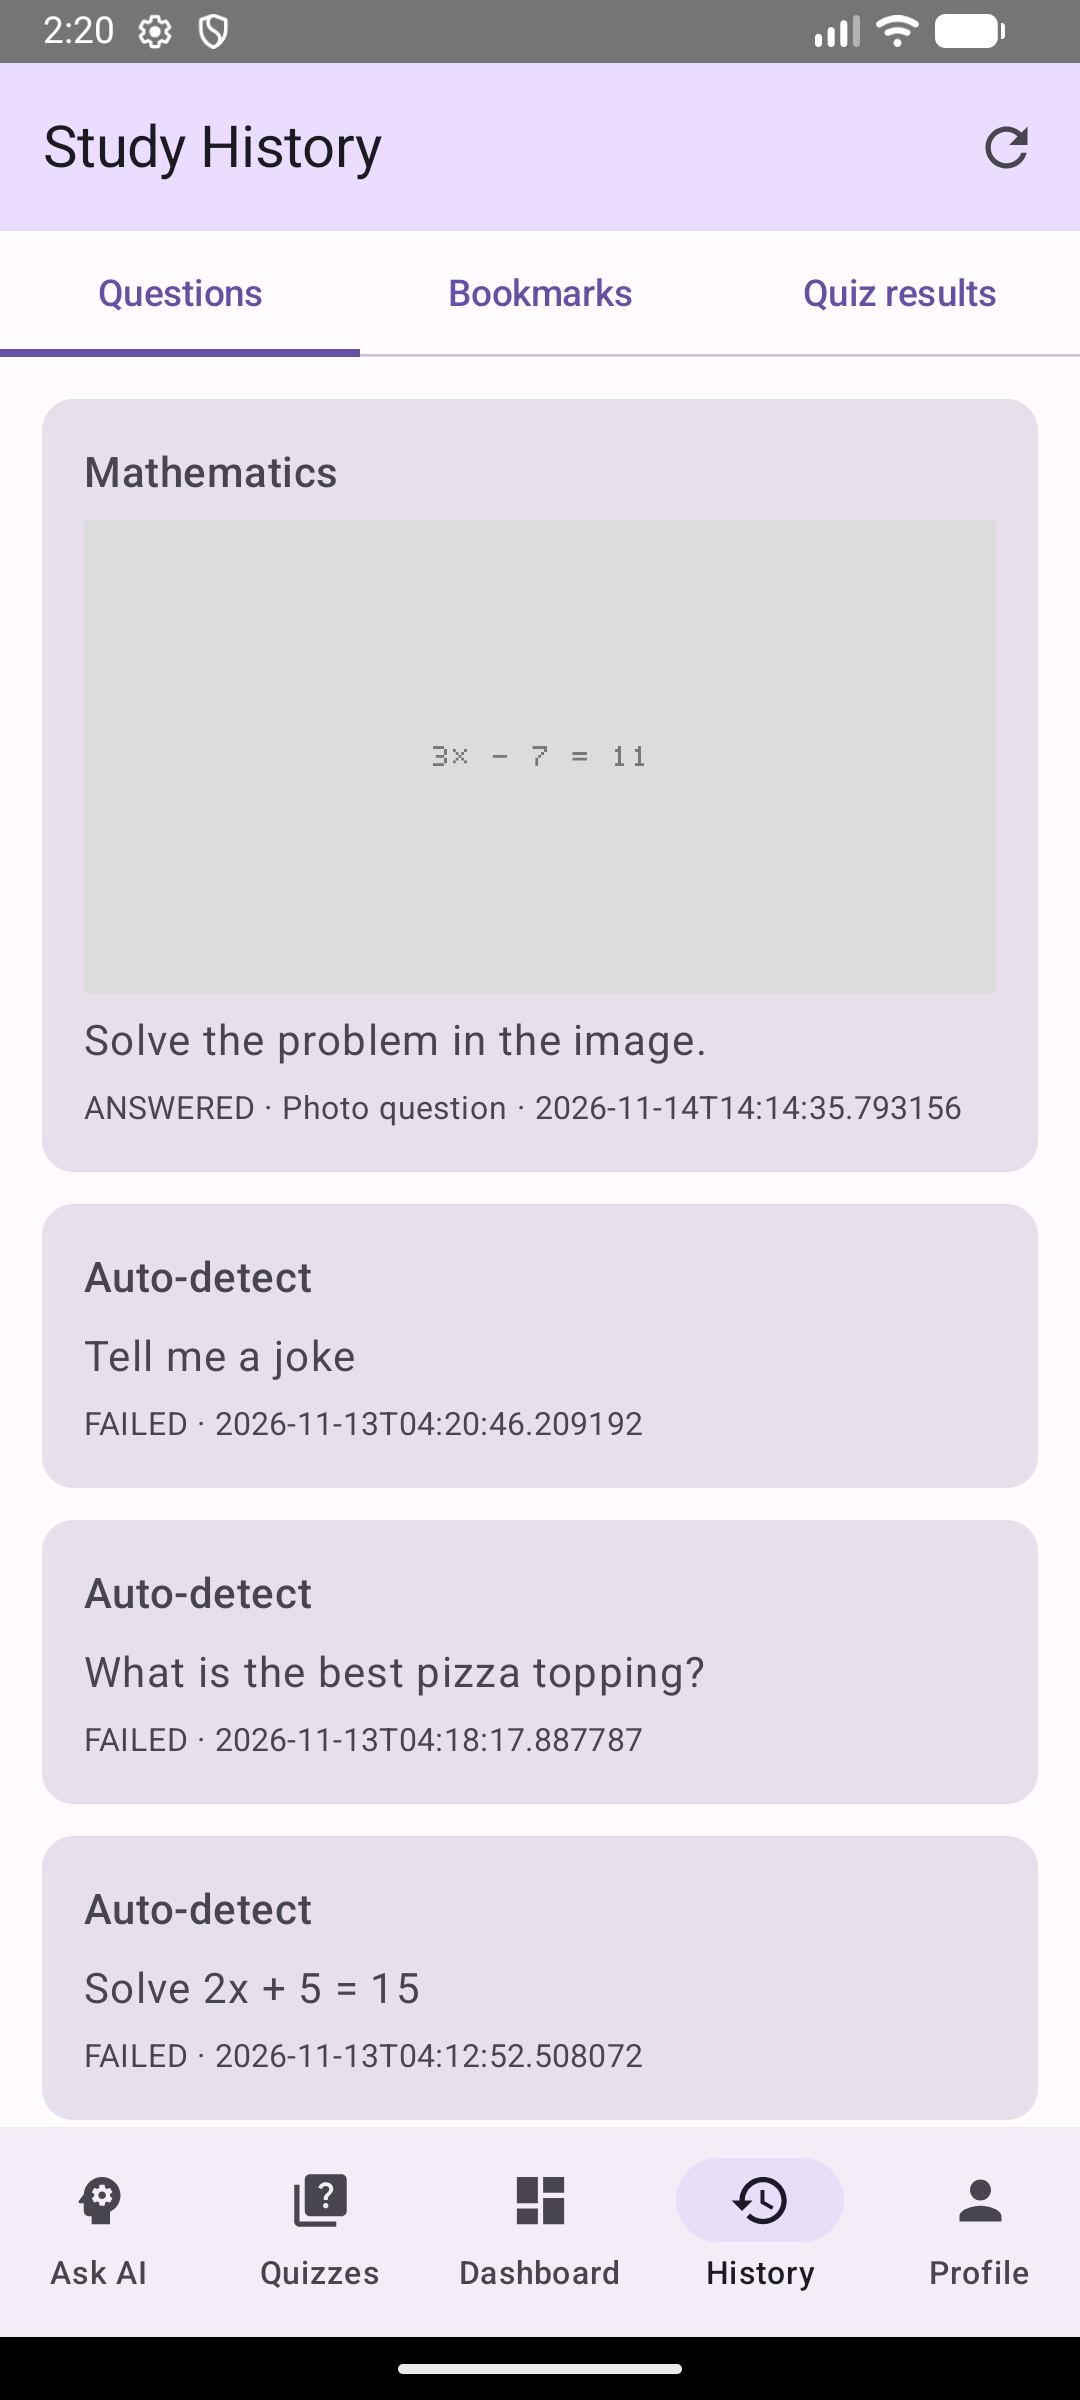 2:20
Study History
Questions
Bookmarks
Quiz results
Mathematics
3x - 7 = 11
Solve the problem in the image.
ANSWERED · Photo question · 2026-11-14T14:14:35.793156
Auto-detect
Tell me a joke
FAILED · 2026-11-13T04:20:46.209192
Auto-detect
What is the best pizza topping?
FAILED · 2026-11-13T04:18:17.887787
Auto-detect
Solve 2x + 5 = 15
FAILED · 2026-11-13T04:12:52.508072
Ask AI
Quizzes
Dashboard
History
Profile